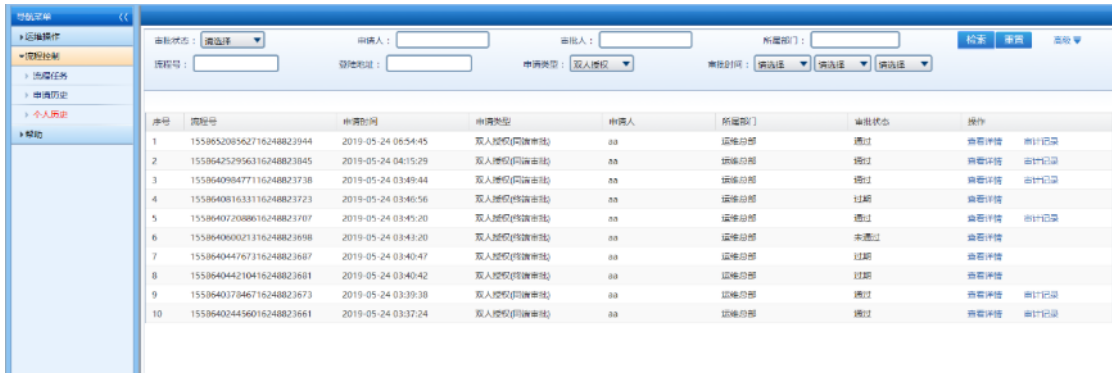 导航菜单
运维操作
流程控制
流程任务
申请历史
个人历史
帮助
审批状态： 请选择 申请人： 审批人： 所属部门： 检索 重置 高级
流程号： 登陆地址： 申请类型： 双人授权 审批时间： 请选择 请选择 请选择
序号 流程号 申请时间 申请类型 申请人 所属部门 审批状态 操作
1 155865208562716248823944 2019-05-24 06:54:45 双人授权(同端审批) aa 运维总部 通过 查看详情 审计记录
2 155864252956316248823845 2019-05-24 04:15:29 双人授权(同端审批) aa 运维总部 通过 查看详情 审计记录
3 155864098477116248823738 2019-05-24 03:49:44 双人授权(同端审批) aa 运维总部 通过 查看详情 审计记录
4 155864081633116248823723 2019-05-24 03:46:56 双人授权(终端审批) aa 运维总部 过期 查看详情
5 155864072088616248823707 2019-05-24 03:45:20 双人授权(终端审批) aa 运维总部 通过 查看详情 审计记录
6 155864060021316248823698 2019-05-24 03:43:20 双人授权(终端审批) aa 运维总部 未通过 查看详情
7 155864044767316248823687 2019-05-24 03:40:47 双人授权(终端审批) aa 运维总部 过期 查看详情
8 155864044210416248823681 2019-05-24 03:40:42 双人授权(终端审批) aa 运维总部 过期 查看详情
9 155864037846716248823673 2019-05-24 03:39:38 双人授权(同端审批) aa 运维总部 通过 查看详情 审计记录
10 155864024456016248823661 2019-05-24 03:37:24 双人授权(同端审批) aa 运维总部 通过 查看详情 审计记录